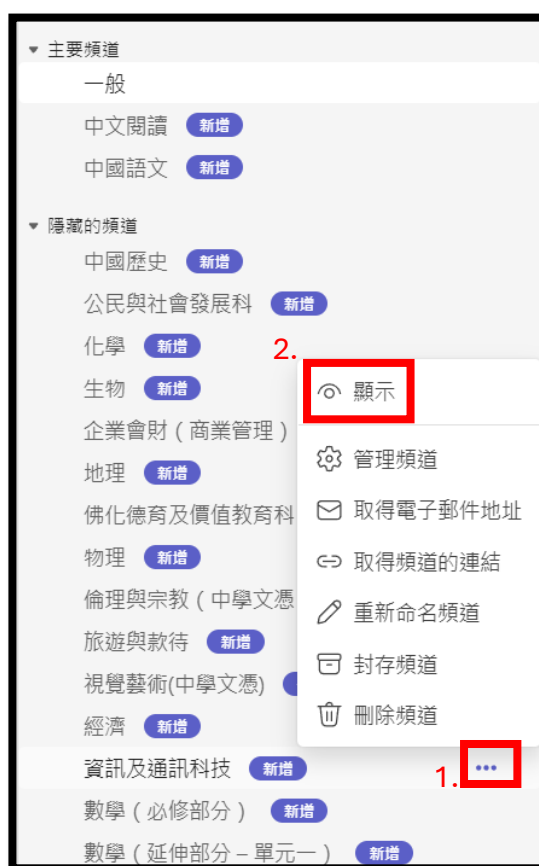 主要頻道
一般
中文閱讀 新增
中國語文 新增
隱藏的頻道
中國歷史 新增
公民與社會發展科 新增
化學 新增
2.
生物 新增
顯示
企業會財（商業管理）
管理頻道
地理 新增
佛化德育及價值教育科
取得電子郵件地址
物理 新增
取得頻道的連結
倫理與宗教（中學文憑
重新命名頻道
旅遊與款待 新增
封存頻道
視覺藝術(中學文憑)
刪除頻道
經濟 新增
資訊及通訊科技 新增
1. •••
數學（必修部分） 新增
數學（延伸部分 – 單元一） 新增